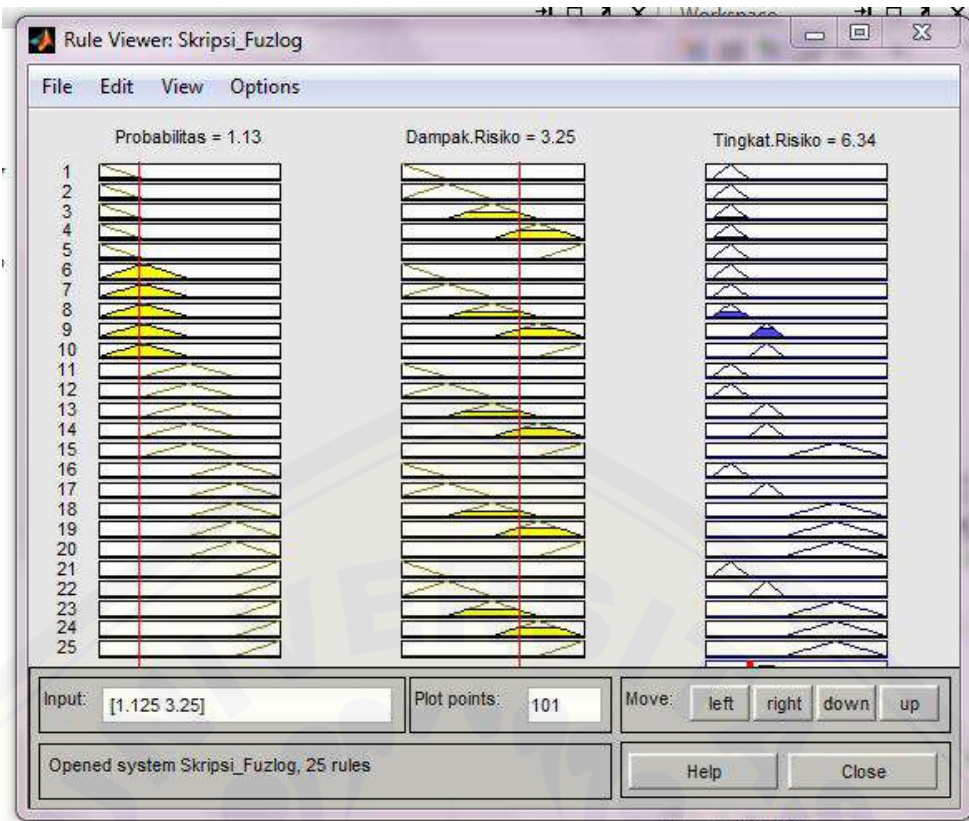 Workspace
Rule Viewer: Skripsi_Fuzlog
File Edit View Options
Probabilitas = 1.13
Dampak.Risiko = 3.25
Tingkat.Risiko = 6.34
1
2
3
4
5
6
7
8
9
10
11
12
13
14
15
16
17
18
19
20
21
22
23
24
25
Input: [1.125 3.25]
Plot points: 101
Move: left right down up
Opened system Skripsi_Fuzlog, 25 rules
Help Close